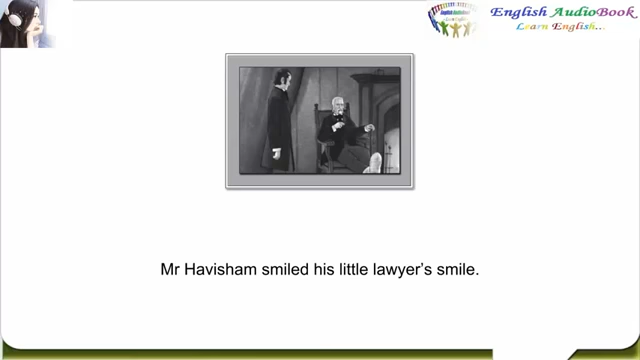 English AudioBook
Learn English...
Mr Havisham smiled his little lawyer’s smile.